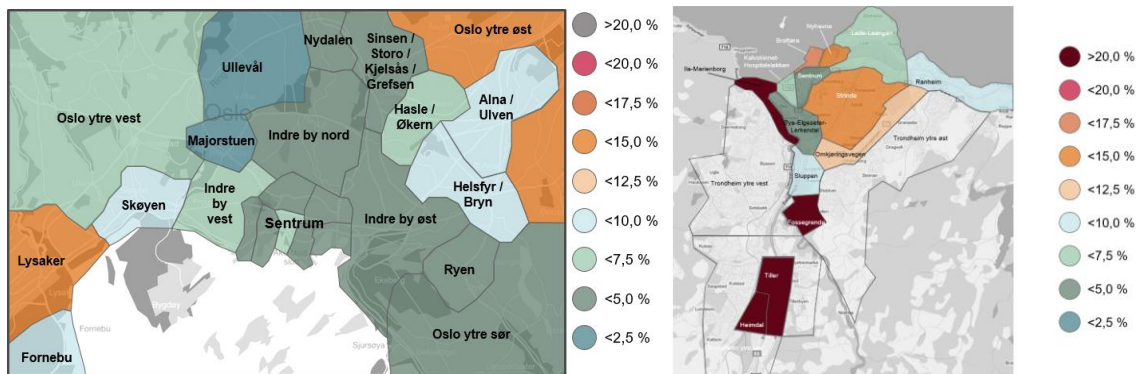 Oslo ytre vest
Ullevål
Nydalen
Sinsen /
Storo /
Kjelsås /
Grefsen
Oslo ytre øst
Oslo
Hasle /
Økern
Alna /
Ulven
Majorstuen
Indre by nord
Skøyen
Indre
by
vest
Sentrum
Indre by øst
Helsfyr /
Bryn
Lysaker
Bygdøy
Ryen
Oslo ytre sør
Fornebu
Fornebu
Sjursøya
>20,0 %
<20,0 %
<17,5 %
<15,0 %
<12,5 %
<10,0 %
<7,5 %
<5,0 %
<2,5 %
Nyhavna
Brattøra
Lade-Leangen
Ila-Marienborg
Kalvskinnet-
Hospitalsløkkan
Sentrum
Ranheim
Strinda
Øya-Elgeseter-
Lerkendal
Omkjøringsvegen
Trondheim ytre øst
Trondheim ytre vest
Sluppen
Fossegrenda
Tiller
Heimdal
>20,0 %
<20,0 %
<17,5 %
<15,0 %
<12,5 %
<10,0 %
<7,5 %
<5,0 %
<2,5 %